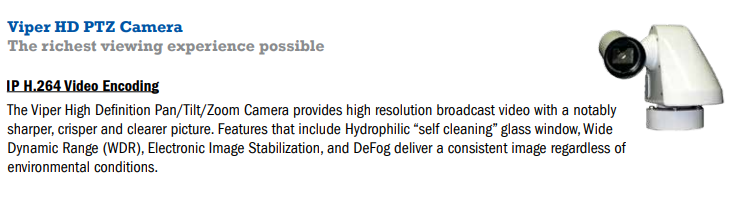 Viper HD PTZ Camera
The richest viewing experience possible
IP H.264 Video Encoding
The Viper High Definition Pan/Tilt/Zoom Camera provides high resolution broadcast video with a notably
sharper, crisper and clearer picture. Features that include Hydrophilic “self cleaning” glass window, Wide
Dynamic Range (WDR), Electronic Image Stabilization, and DeFog deliver a consistent image regardless of
environmental conditions.